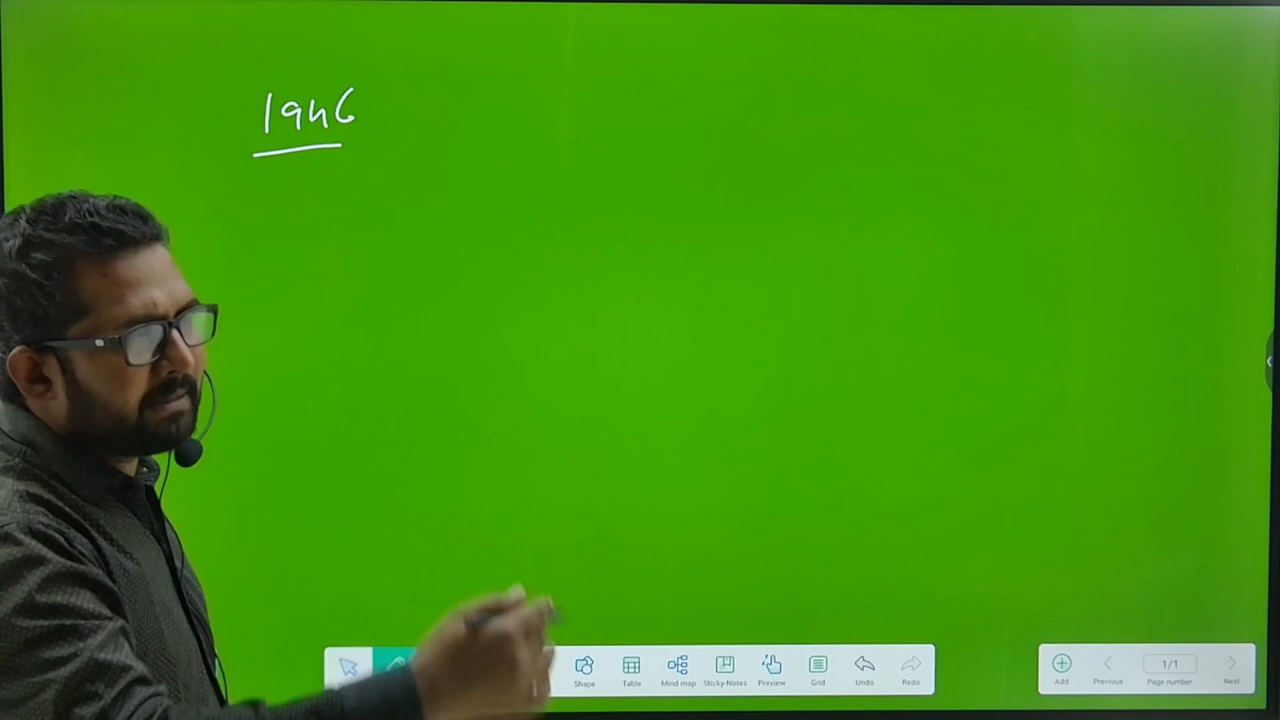 1946
Shape Table Mind map Sticky-Notes Preview Grid Undo Redo
Add Previous 1/1 Page number Next